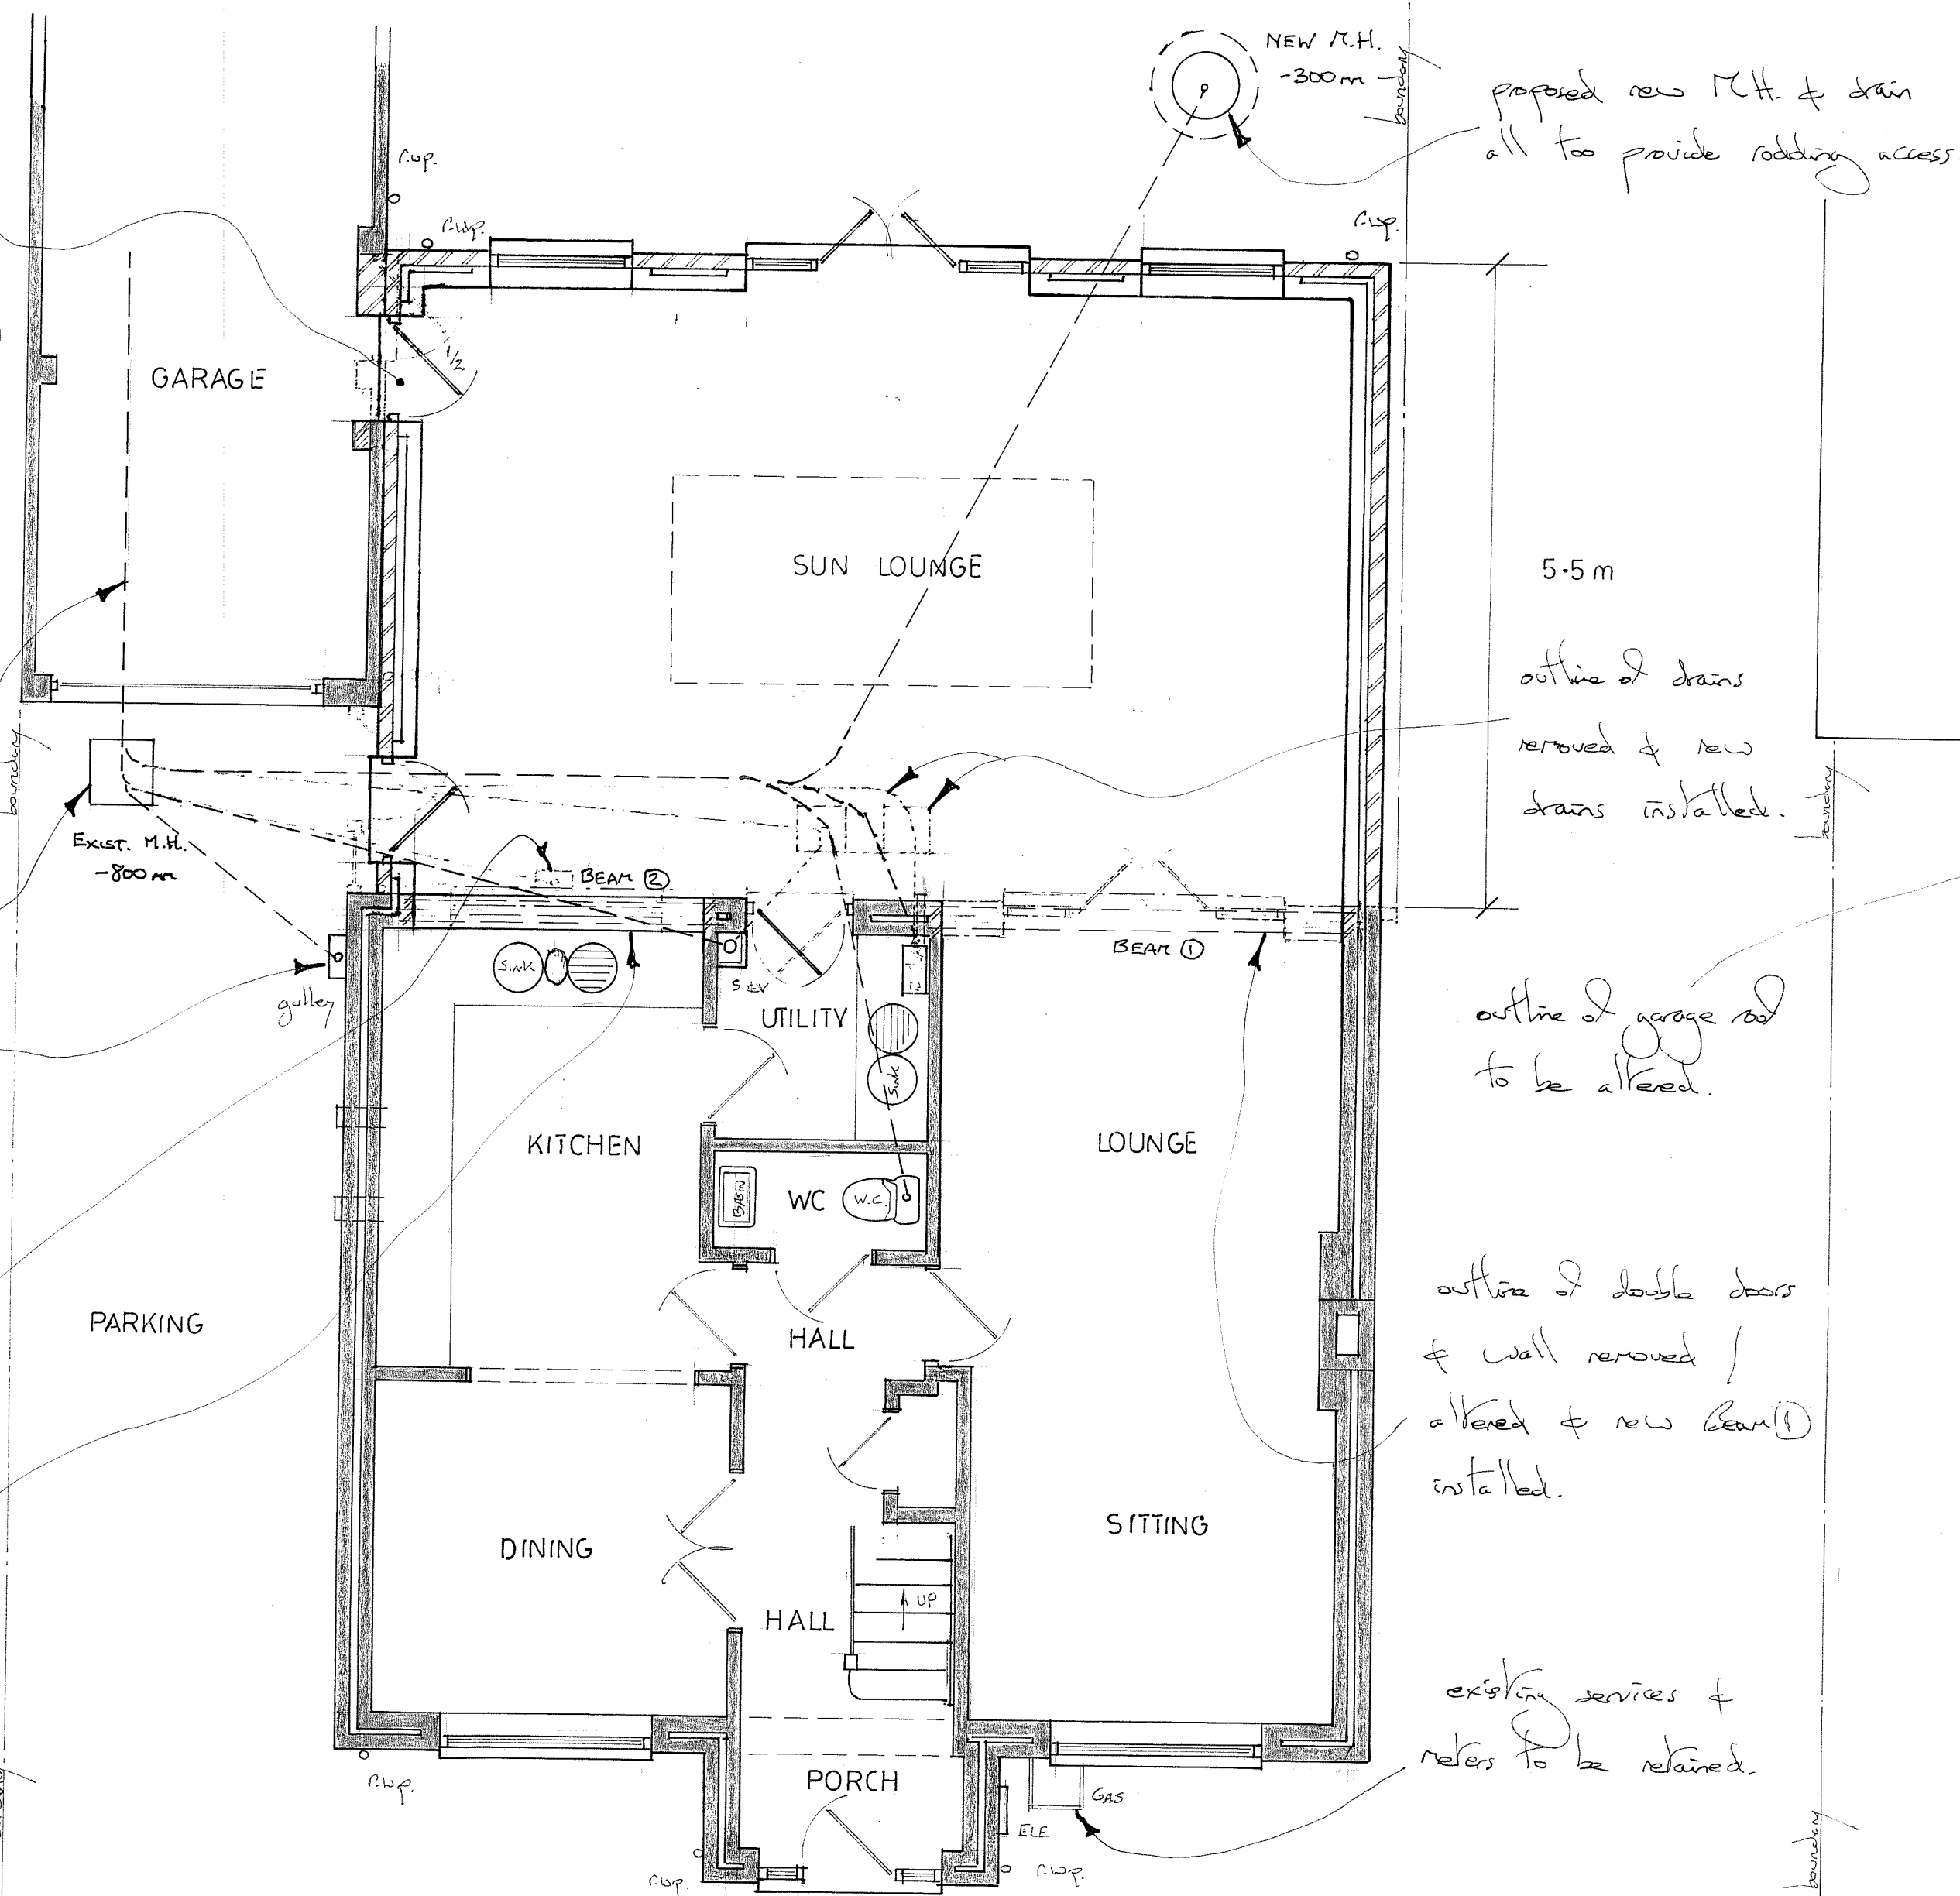 NEW M.H.
-300mm
boundary
proposed new M.H. & drain
all too provide rodding access
r.w.p.
r.w.p.
r.w.p.
GARAGE
1/2
SUN LOUNGE
5.5m
outline of drains
removed & new
drains installed.
boundary
boundary
EXIST. M.H.
-800mm
BEAM 2
BEAM 1
gulley
SINK
UTILITY
SINK
outline of garage roof
to be altered.
KITCHEN
LOUNGE
BASIN
WC
W.C.
PARKING
HALL
outline of double doors
& wall removed /
altered & new Beam 1
installed.
DINING
SITTING
UP
HALL
existing services &
meters to be retained.
PORCH
r.w.p.
GAS
ELE
r.w.p.
r.w.p.
boundary